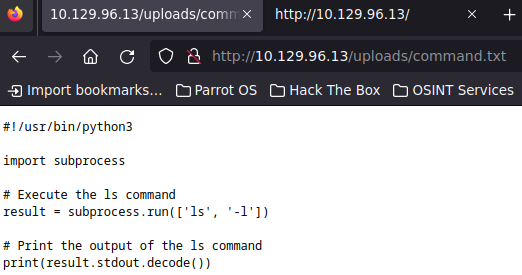 10.129.96.13/uploads/comm
http://10.129.96.13/
http://10.129.96.13/uploads/command.txt
Import bookmarks... Parrot OS Hack The Box OSINT Services
#!/usr/bin/python3
import subprocess
# Execute the ls command
result = subprocess.run(['ls', '-l'])
# Print the output of the ls command
print(result.stdout.decode())